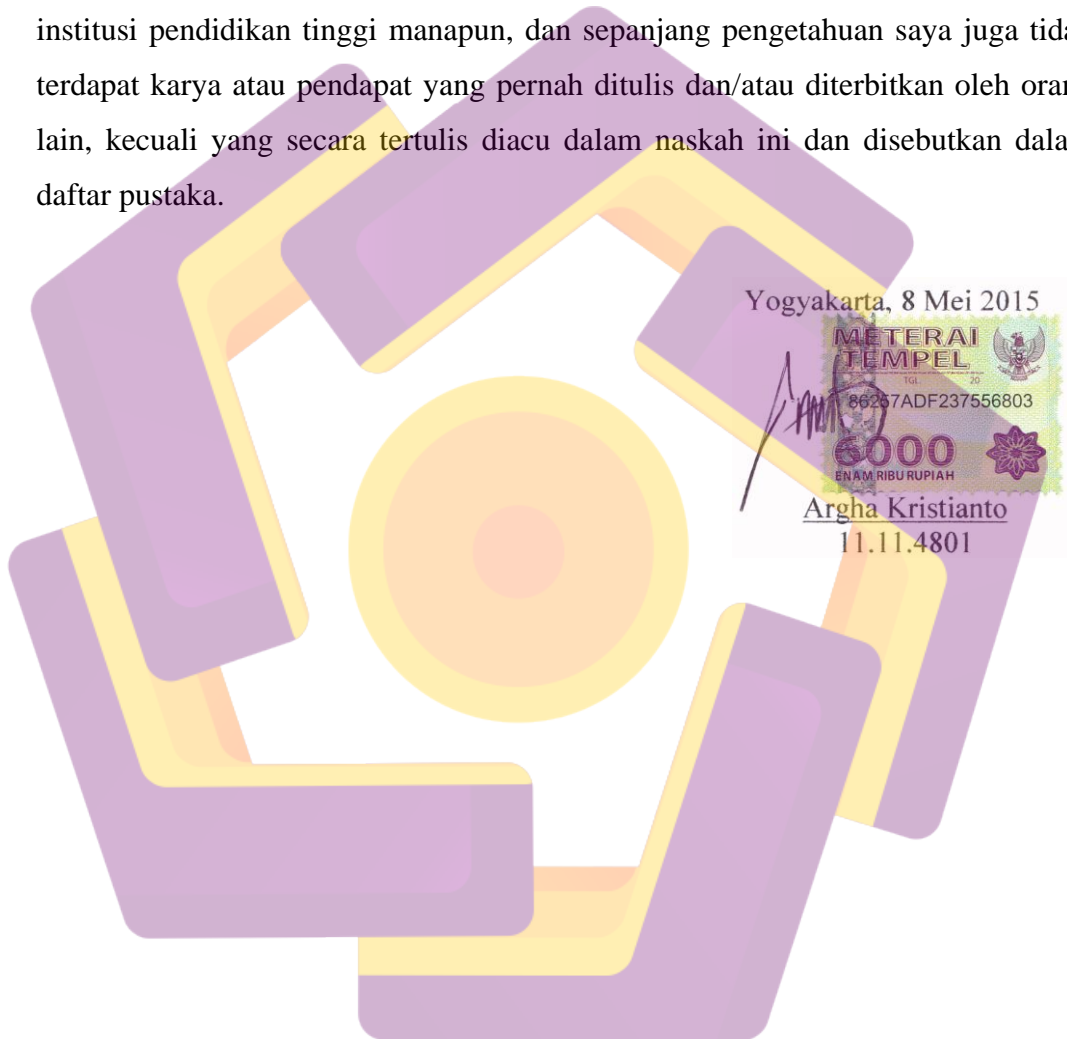 institusi pendidikan tinggi manapun, dan sepanjang pengetahuan saya juga tida
terdapat karya atau pendapat yang pernah ditulis dan/atau diterbitkan oleh oran
lain, kecuali yang secara tertulis diacu dalam naskah ini dan disebutkan dala
daftar pustaka.
Yogyakarta, 8 Mei 2015
METERAI
TEMPEL
TGL. 20
86257ADF237556803
6000
ENAM RIBU RUPIAH
Argha Kristianto
11.11.4801